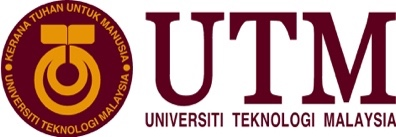 KERANA TUHAN UNTUK MANUSIA
UNIVERSITI TEKNOLOGI MALAYSIA
UTM
UNIVERSITI TEKNOLOGI MALAYSIA